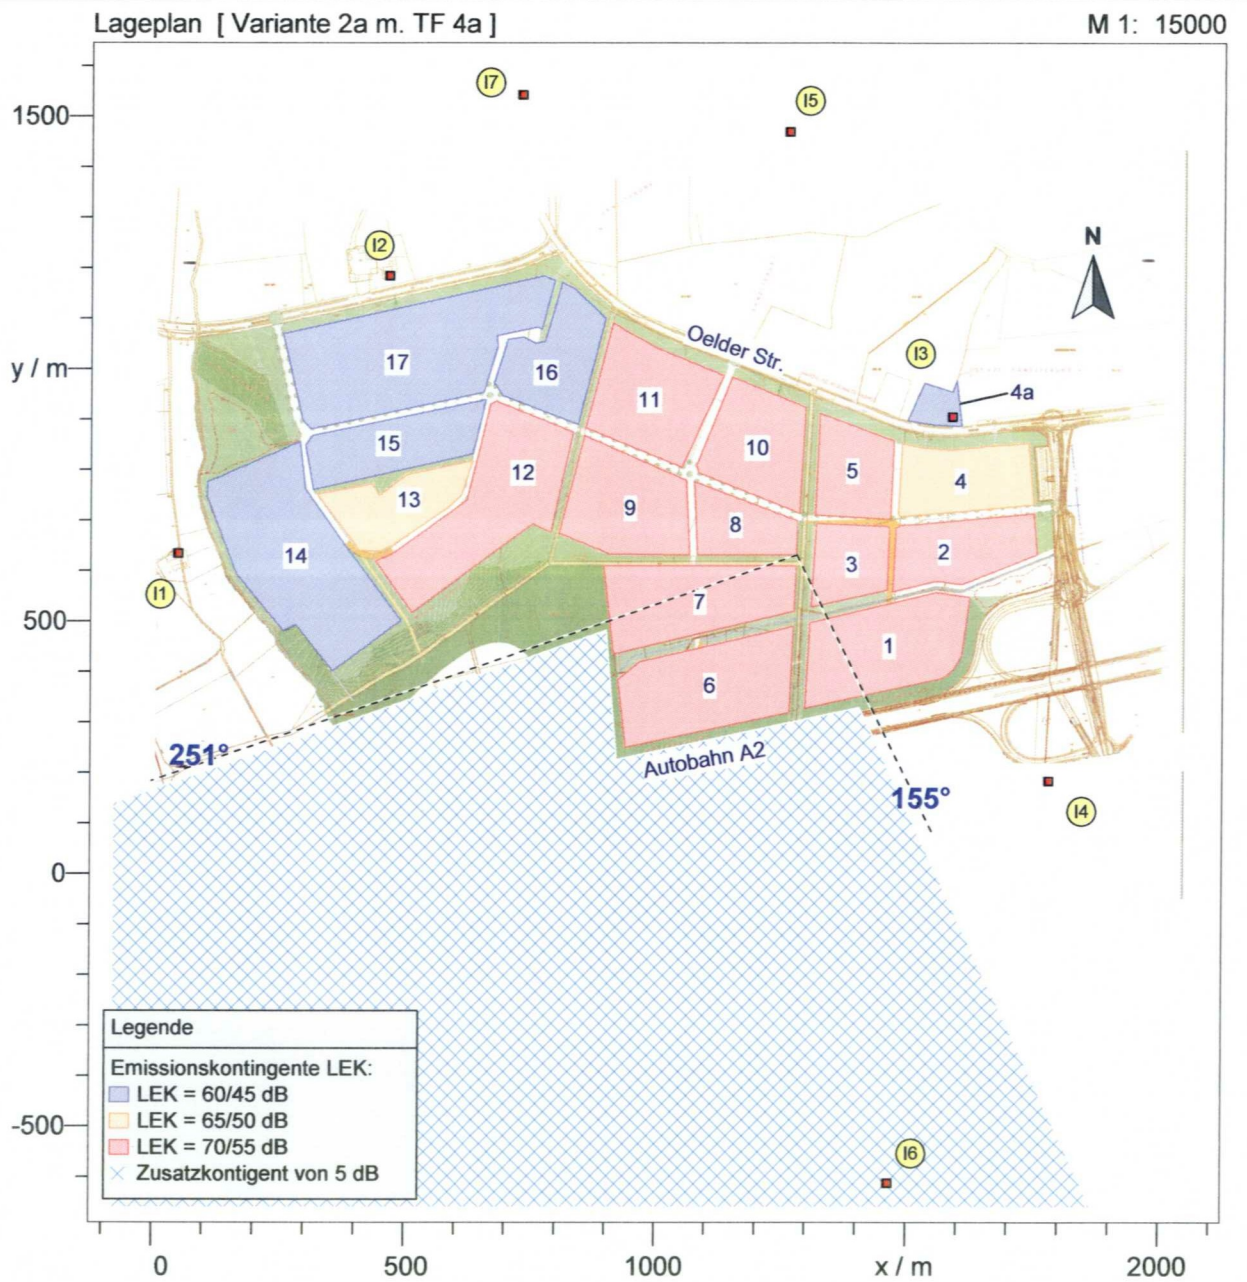 Lageplan [ Variante 2a m. TF 4a ]
M 1: 15000
I7
I5
1500
I2
N
Oelder Str.
I3
y / m
17
16
4a
11
15
10
12
5
4
13
9
8
14
3
2
I1
7
500
1
6
251°
Autobahn A2
155°
I4
0
Legende
Emissionskontingente LEK:
LEK = 60/45 dB
LEK = 65/50 dB
-500
LEK = 70/55 dB
Zusatzkontigent von 5 dB
I6
0
500
1000
x / m
2000